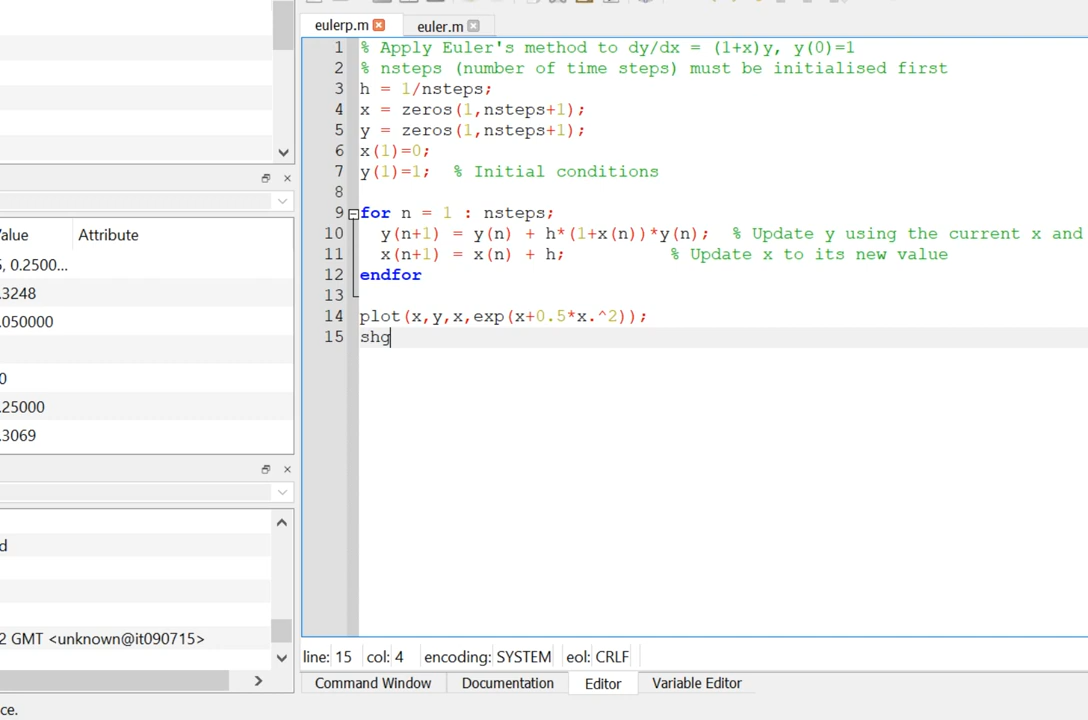 eulerp.m
euler.m
1 % Apply Euler's method to dy/dx = (1+x)y, y(0)=1
2 % nsteps (number of time steps) must be initialised first
3 h = 1/nsteps;
4 x = zeros(1,nsteps+1);
5 y = zeros(1,nsteps+1);
6 x(1)=0;
7 y(1)=1; % Initial conditions
8
9 for n = 1 : nsteps;
10 y(n+1) = y(n) + h*(1+x(n))*y(n); % Update y using the current x and
11 x(n+1) = x(n) + h; % Update x to its new value
12 endfor
13
14 plot(x,y,x,exp(x+0.5*x.^2));
15 shg
alue Attribute
, 0.2500...
.3248
.050000
0
.25000
.3069
d
2 GMT <unknown@it090715>
line: 15 col: 4 encoding: SYSTEM eol: CRLF
Command Window Documentation Editor Variable Editor
ce.